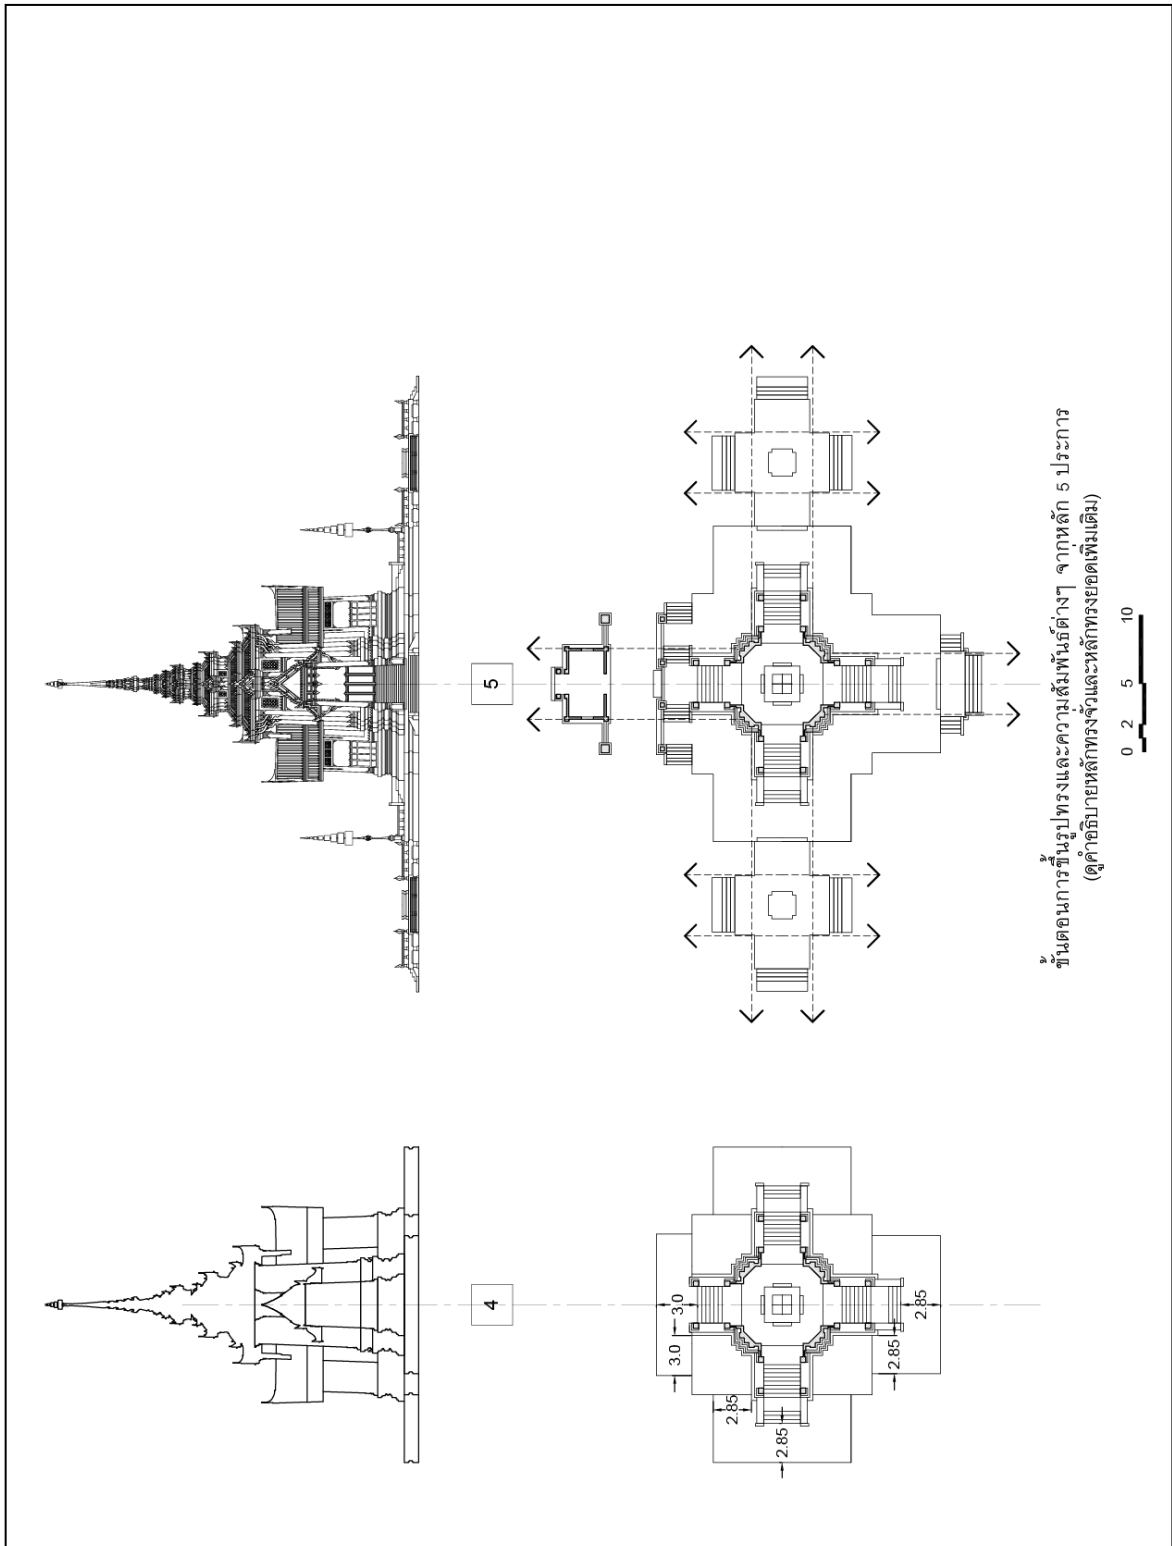 4
5
3.0
3.0
2.85
2.85
2.85
2.85
ขั้นตอนการขึ้นรูปทรงและความสัมพันธ์ต่างๆ จากหลัก 5 ประการ
(ดูคำอธิบายหลักทรงจั่วและหลักทรงยอดเพิ่มเติม)
0 2 5 10